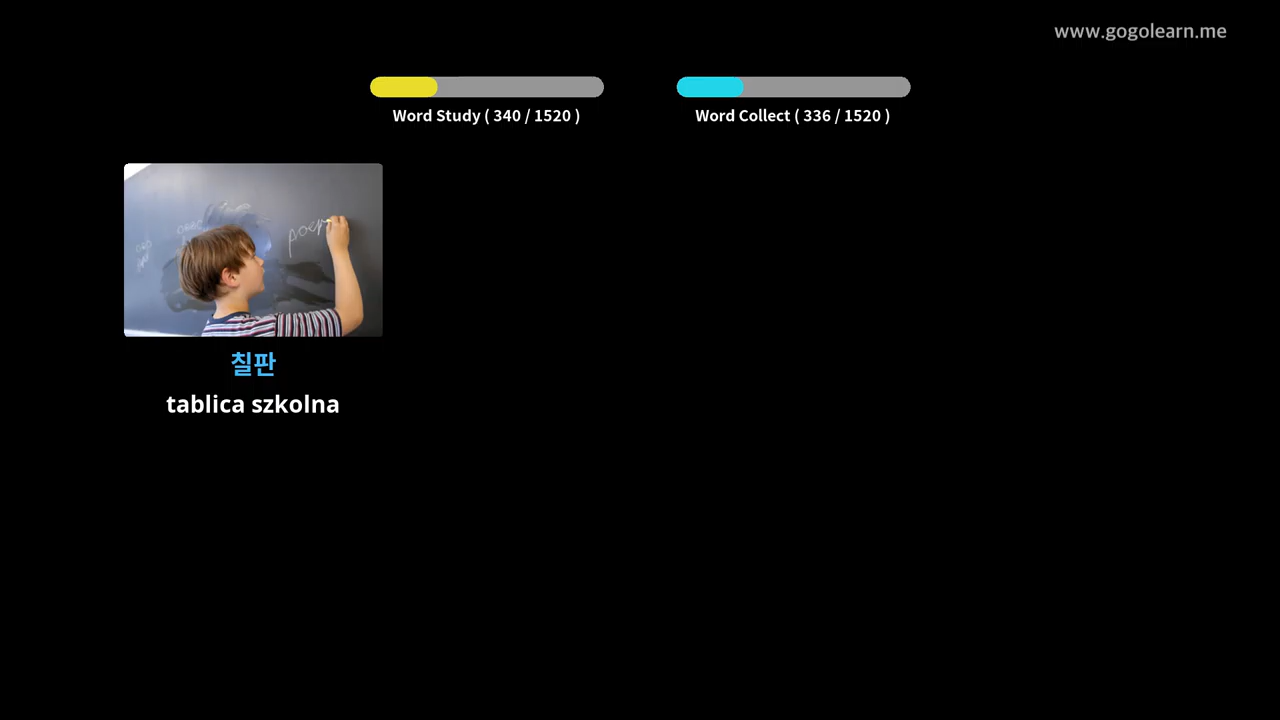 www.gogolearn.me
Word Study ( 340 / 1520 )
Word Collect ( 336 / 1520 )
칠판
tablica szkolna